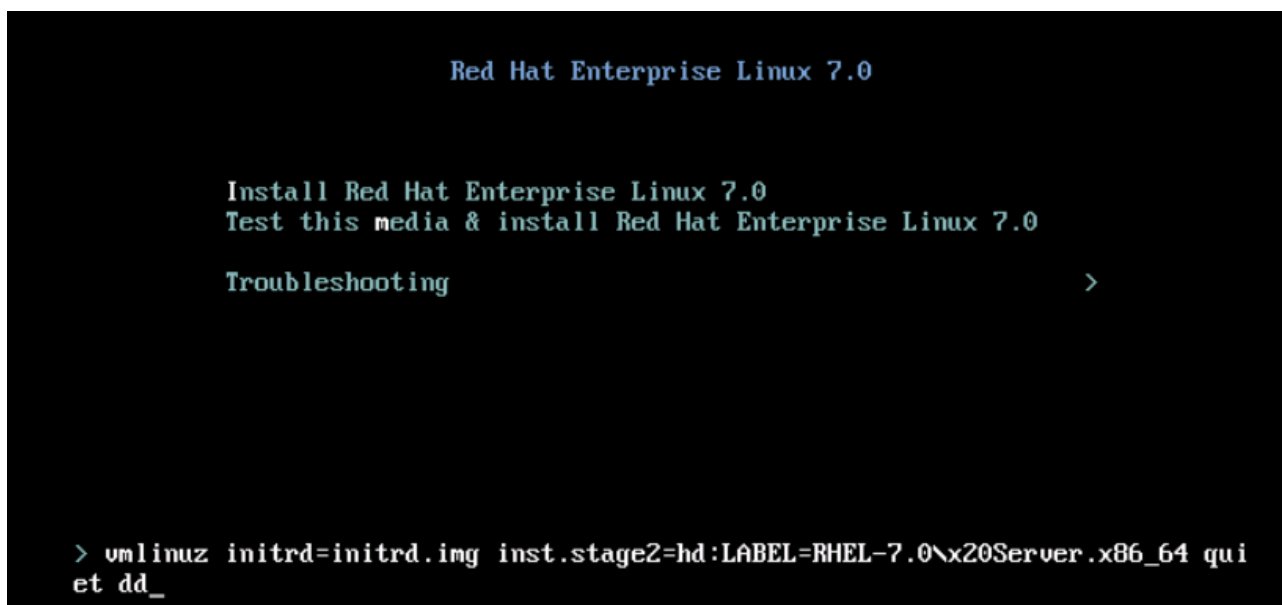 Red Hat Enterprise Linux 7.0
Install Red Hat Enterprise Linux 7.0
Test this media & install Red Hat Enterprise Linux 7.0
Troubleshooting >
> vmlinuz initrd=initrd.img inst.stage2=hd:LABEL=RHEL-7.0\x20Server.x86_64 qui
et dd_